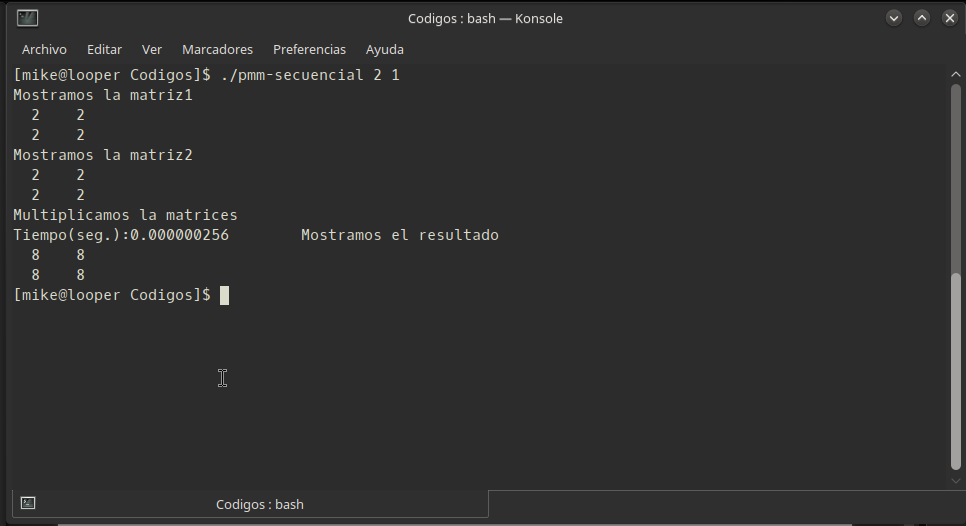 Codigos : bash — Konsole
Archivo Editar Ver Marcadores Preferencias Ayuda
[mike@looper Codigos]$ ./pmm-secuencial 2 1
Mostramos la matriz1
2 2
2 2
Mostramos la matriz2
2 2
2 2
Multiplicamos la matrices
Tiempo(seg.):0.000000256 Mostramos el resultado
8 8
8 8
[mike@looper Codigos]$
Codigos : bash